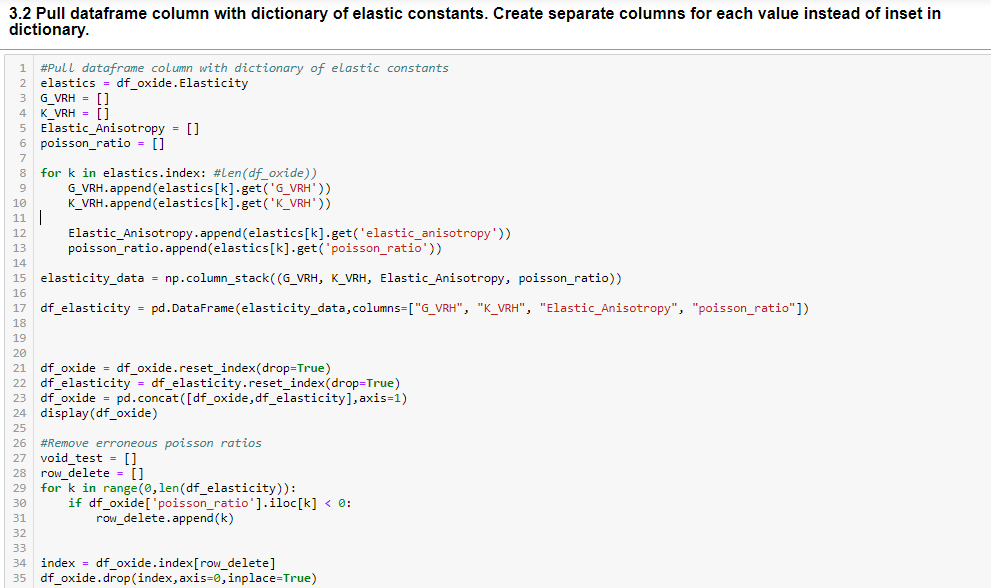 3.2 Pull dataframe column with dictionary of elastic constants. Create separate columns for each value instead of inset in
dictionary.
1 #Pull dataframe column with dictionary of elastic constants
2 elastics = df_oxide.Elasticity
3 G_VRH = []
4 K_VRH = []
5 Elastic_Anisotropy = []
6 poisson_ratio = []
7
8 for k in elastics.index: #len(df_oxide))
9     G_VRH.append(elastics[k].get('G_VRH'))
10     K_VRH.append(elastics[k].get('K_VRH'))
11
12     Elastic_Anisotropy.append(elastics[k].get('elastic_anisotropy'))
13     poisson_ratio.append(elastics[k].get('poisson_ratio'))
14
15 elasticity_data = np.column_stack((G_VRH, K_VRH, Elastic_Anisotropy, poisson_ratio))
16
17 df_elasticity = pd.DataFrame(elasticity_data,columns=["G_VRH", "K_VRH", "Elastic_Anisotropy", "poisson_ratio"])
18
19
20
21 df_oxide = df_oxide.reset_index(drop=True)
22 df_elasticity = df_elasticity.reset_index(drop=True)
23 df_oxide = pd.concat([df_oxide,df_elasticity],axis=1)
24 display(df_oxide)
25
26 #Remove erroneous poisson ratios
27 void_test = []
28 row_delete = []
29 for k in range(0,len(df_elasticity)):
30     if df_oxide['poisson_ratio'].iloc[k] < 0:
31         row_delete.append(k)
32
33
34 index = df_oxide.index[row_delete]
35 df_oxide.drop(index,axis=0,inplace=True)